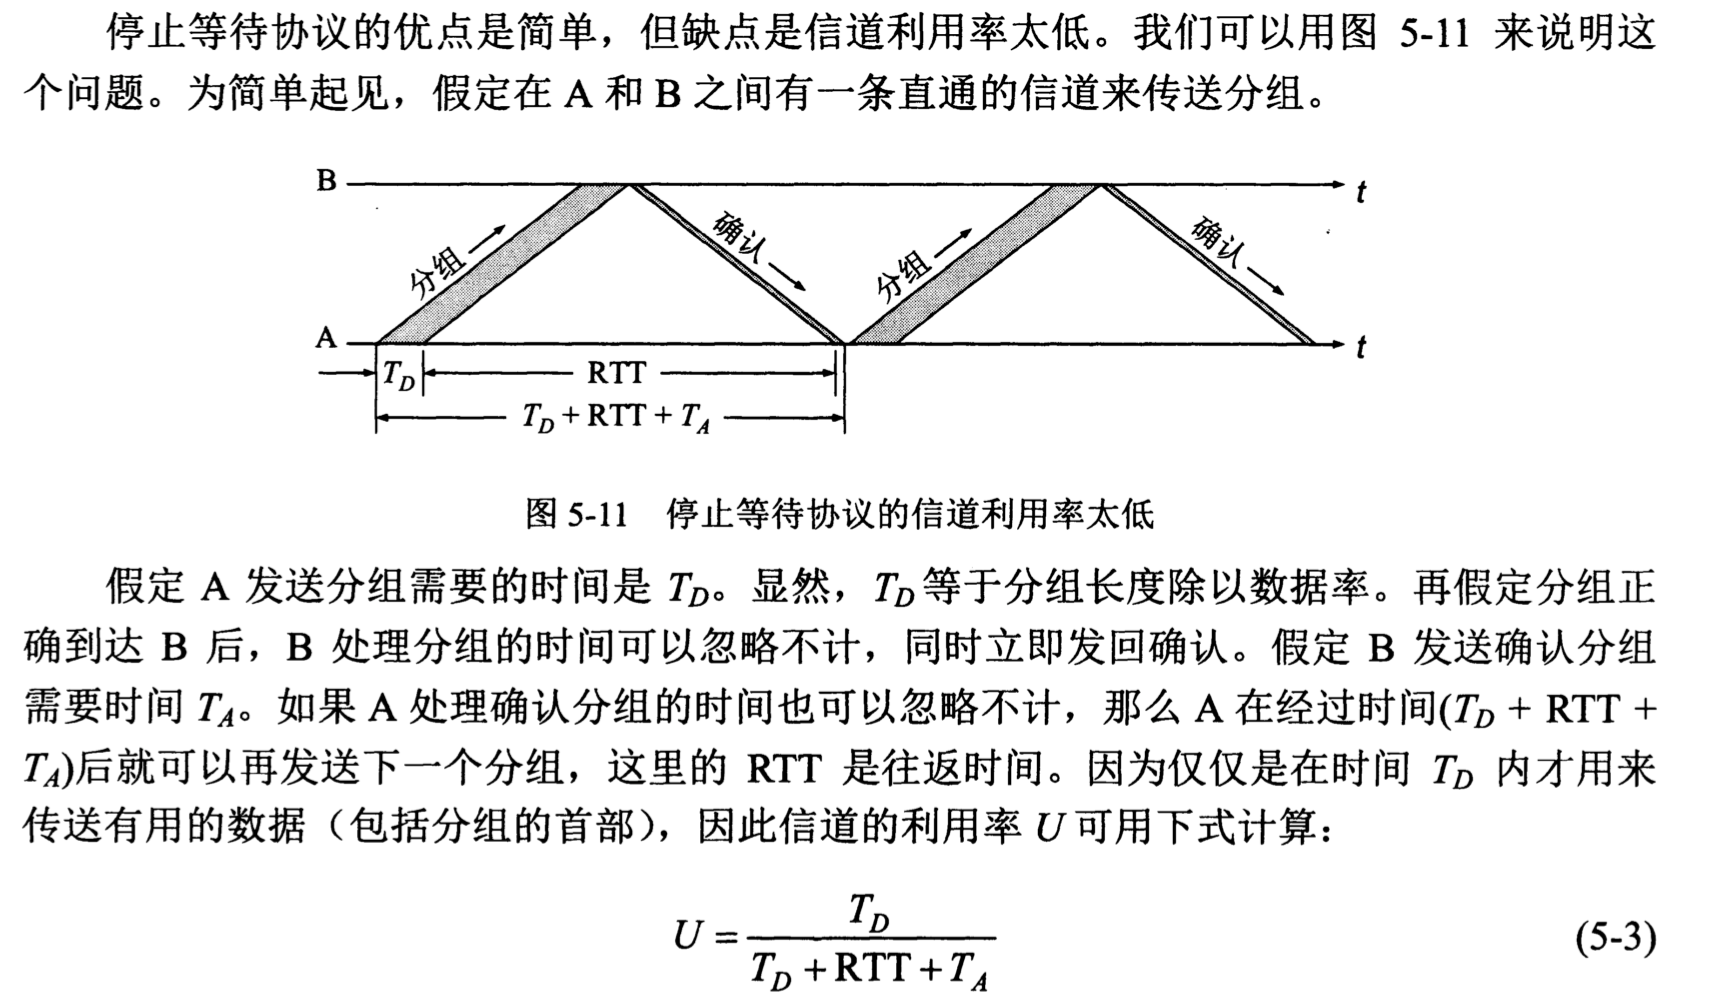 停止等待协议的优点是简单，但缺点是信道利用率太低。我们可以用图 5-11 来说明这
个问题。为简单起见，假定在 A 和 B 之间有一条直通的信道来传送分组。
B
t
分组
确认
分组
确认
A
t
T_D
RTT
T_D + RTT + T_A
图 5-11 停止等待协议的信道利用率太低
假定 A 发送分组需要的时间是 T_D。显然，T_D 等于分组长度除以数据率。再假定分组正
确到达 B 后，B 处理分组的时间可以忽略不计，同时立即发回确认。假定 B 发送确认分组
需要时间 T_A。如果 A 处理确认分组的时间也可以忽略不计，那么 A 在经过时间(T_D + RTT +
T_A)后就可以再发送下一个分组，这里的 RTT 是往返时间。因为仅仅是在时间 T_D 内才用来
传送有用的数据（包括分组的首部），因此信道的利用率 U 可用下式计算：
U = T_D / (T_D + RTT + T_A) (5-3)